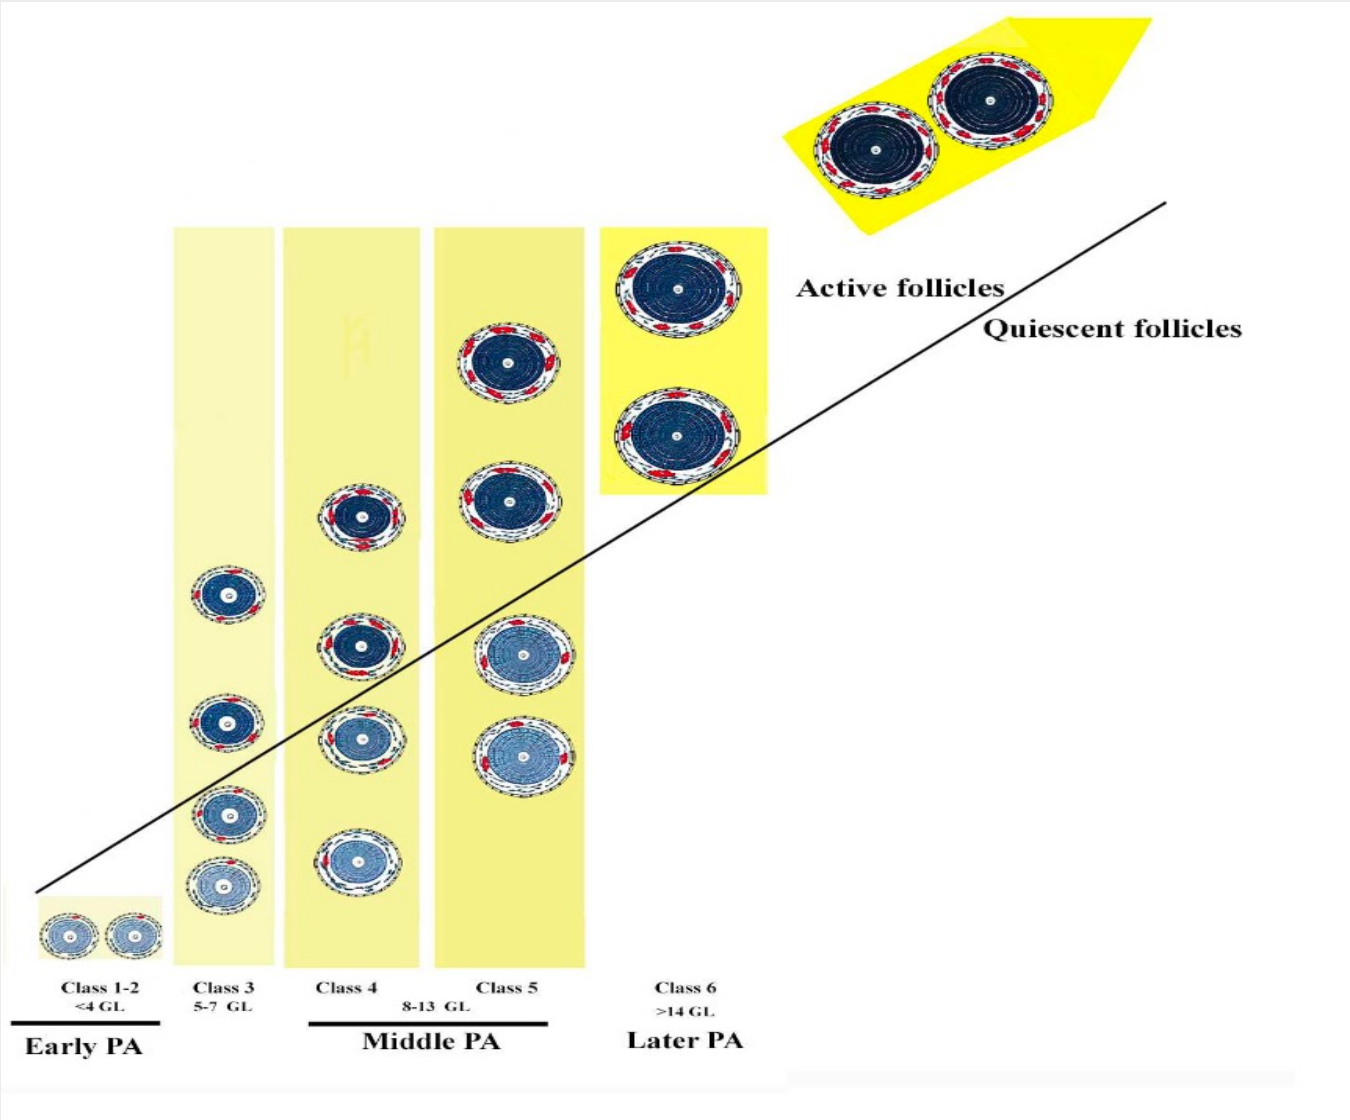 Active follicles
Quiescent follicles
Class 1-2
<4 GL
Class 3
5-7 GL
Class 4
Class 5
8-13 GL
Class 6
>14 GL
Early PA
Middle PA
Later PA